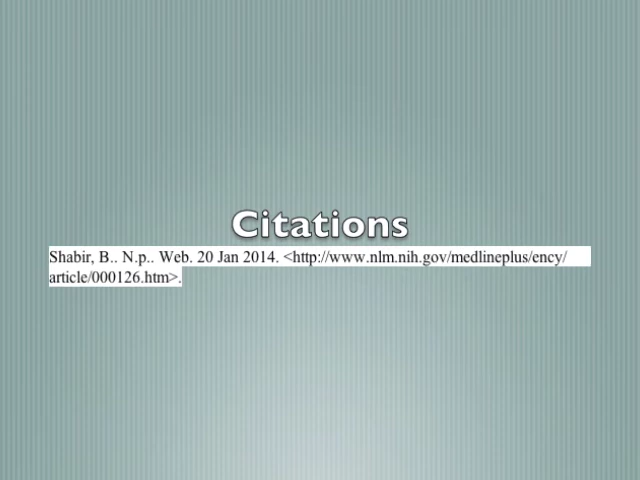 Citations
Shabir, B.. N.p.. Web. 20 Jan 2014. <http://www.nlm.nih.gov/medlineplus/ency/
article/000126.htm>.